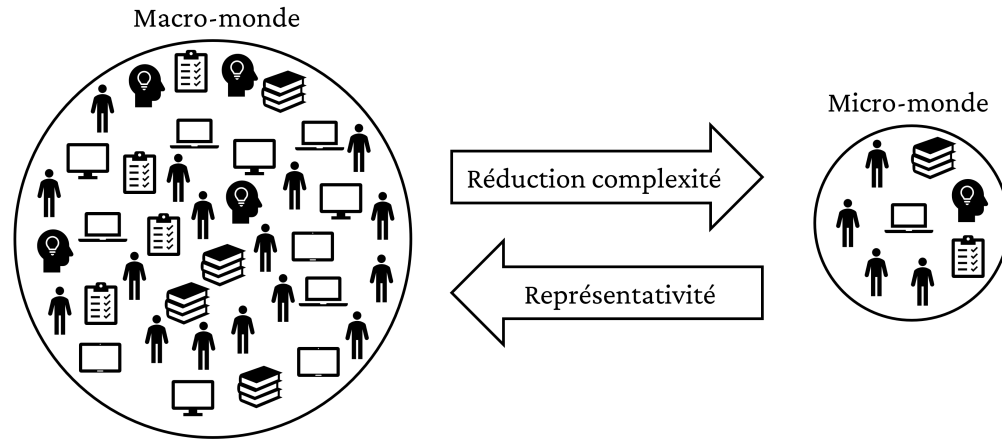 Macro-monde
Micro-monde
Réduction complexité
Représentativité